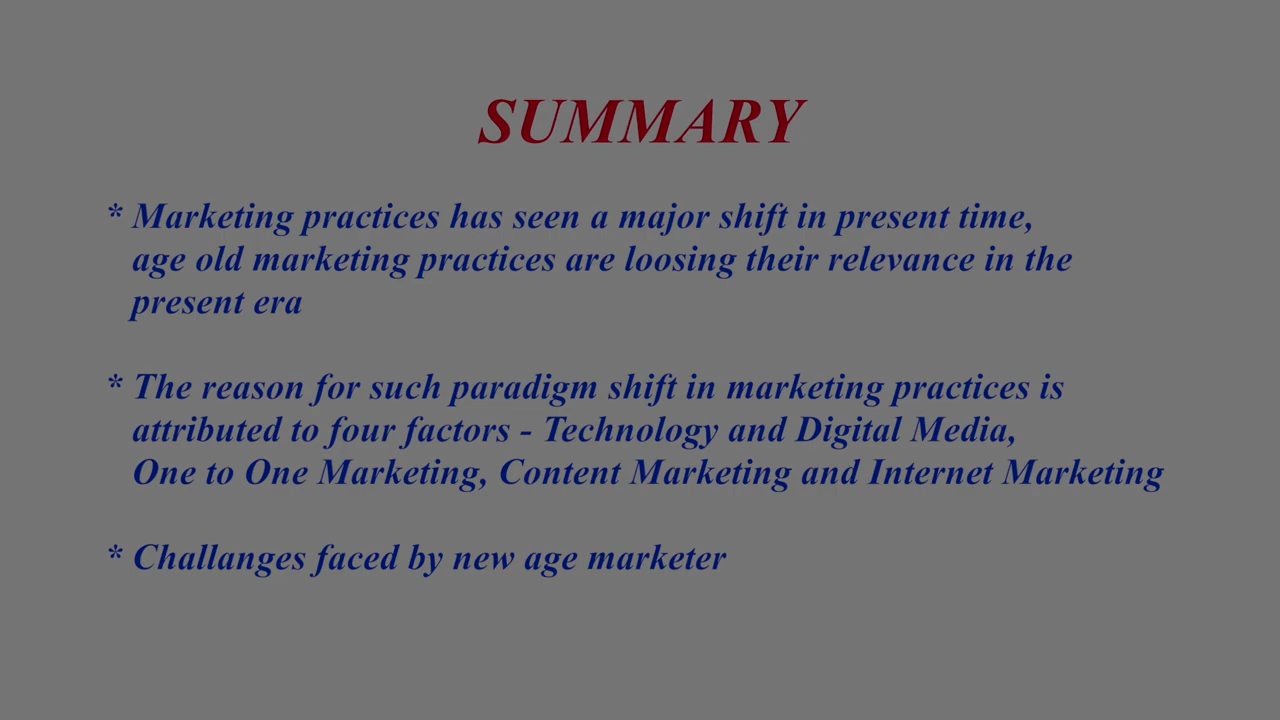 SUMMARY
* Marketing practices has seen a major shift in present time,
age old marketing practices are loosing their relevance in the
present era
* The reason for such paradigm shift in marketing practices is
attributed to four factors - Technology and Digital Media,
One to One Marketing, Content Marketing and Internet Marketing
* Challanges faced by new age marketer